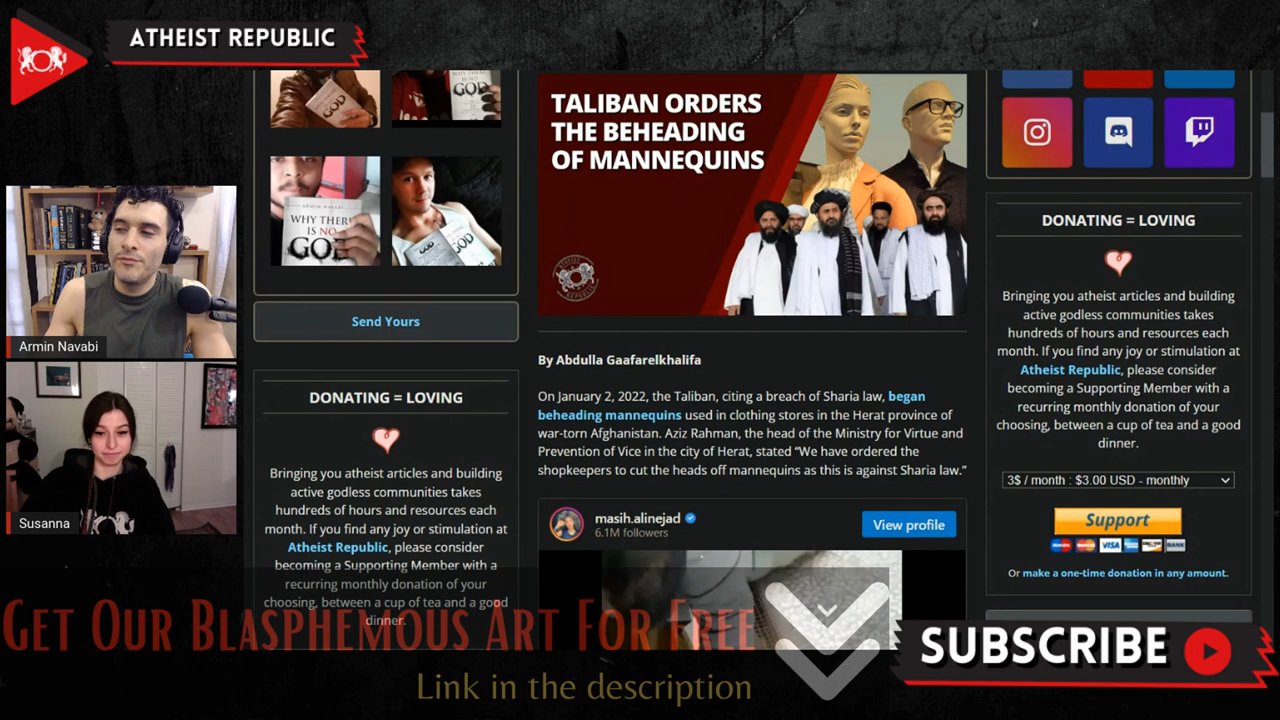 ATHEIST REPUBLIC
Armin Navabi
Susanna
GOD
WHY THERE IS NO
GOD
ARMIN NAVABI
WHY THERE
IS NO
GOD
GOD
Send Yours
DONATING = LOVING
Bringing you atheist articles and building
active godless communities takes
hundreds of hours and resources each
month. If you find any joy or stimulation at
Atheist Republic, please consider
becoming a Supporting Member with a
recurring monthly donation of your
choosing, between a cup of tea and a good
dinner.
TALIBAN ORDERS
THE BEHEADING
OF MANNEQUINS
By Abdulla Gaafarelkhalifa
On January 2, 2022, the Taliban, citing a breach of Sharia law, began
beheading mannequins used in clothing stores in the Herat province of
war-torn Afghanistan. Aziz Rahman, the head of the Ministry for Virtue and
Prevention of Vice in the city of Herat, stated “We have ordered the
shopkeepers to cut the heads off mannequins as this is against Sharia law.”
masih.alinejad
6.1M followers
View profile
DONATING = LOVING
Bringing you atheist articles and building
active godless communities takes
hundreds of hours and resources each
month. If you find any joy or stimulation at
Atheist Republic, please consider
becoming a Supporting Member with a
recurring monthly donation of your
choosing, between a cup of tea and a good
dinner.
3$ / month : $3.00 USD - monthly
Support
VISA
BANK
Or make a one-time donation in any amount.
GET OUR BLASPHEMOUS ART FOR FREE
Link in the description
SUBSCRIBE